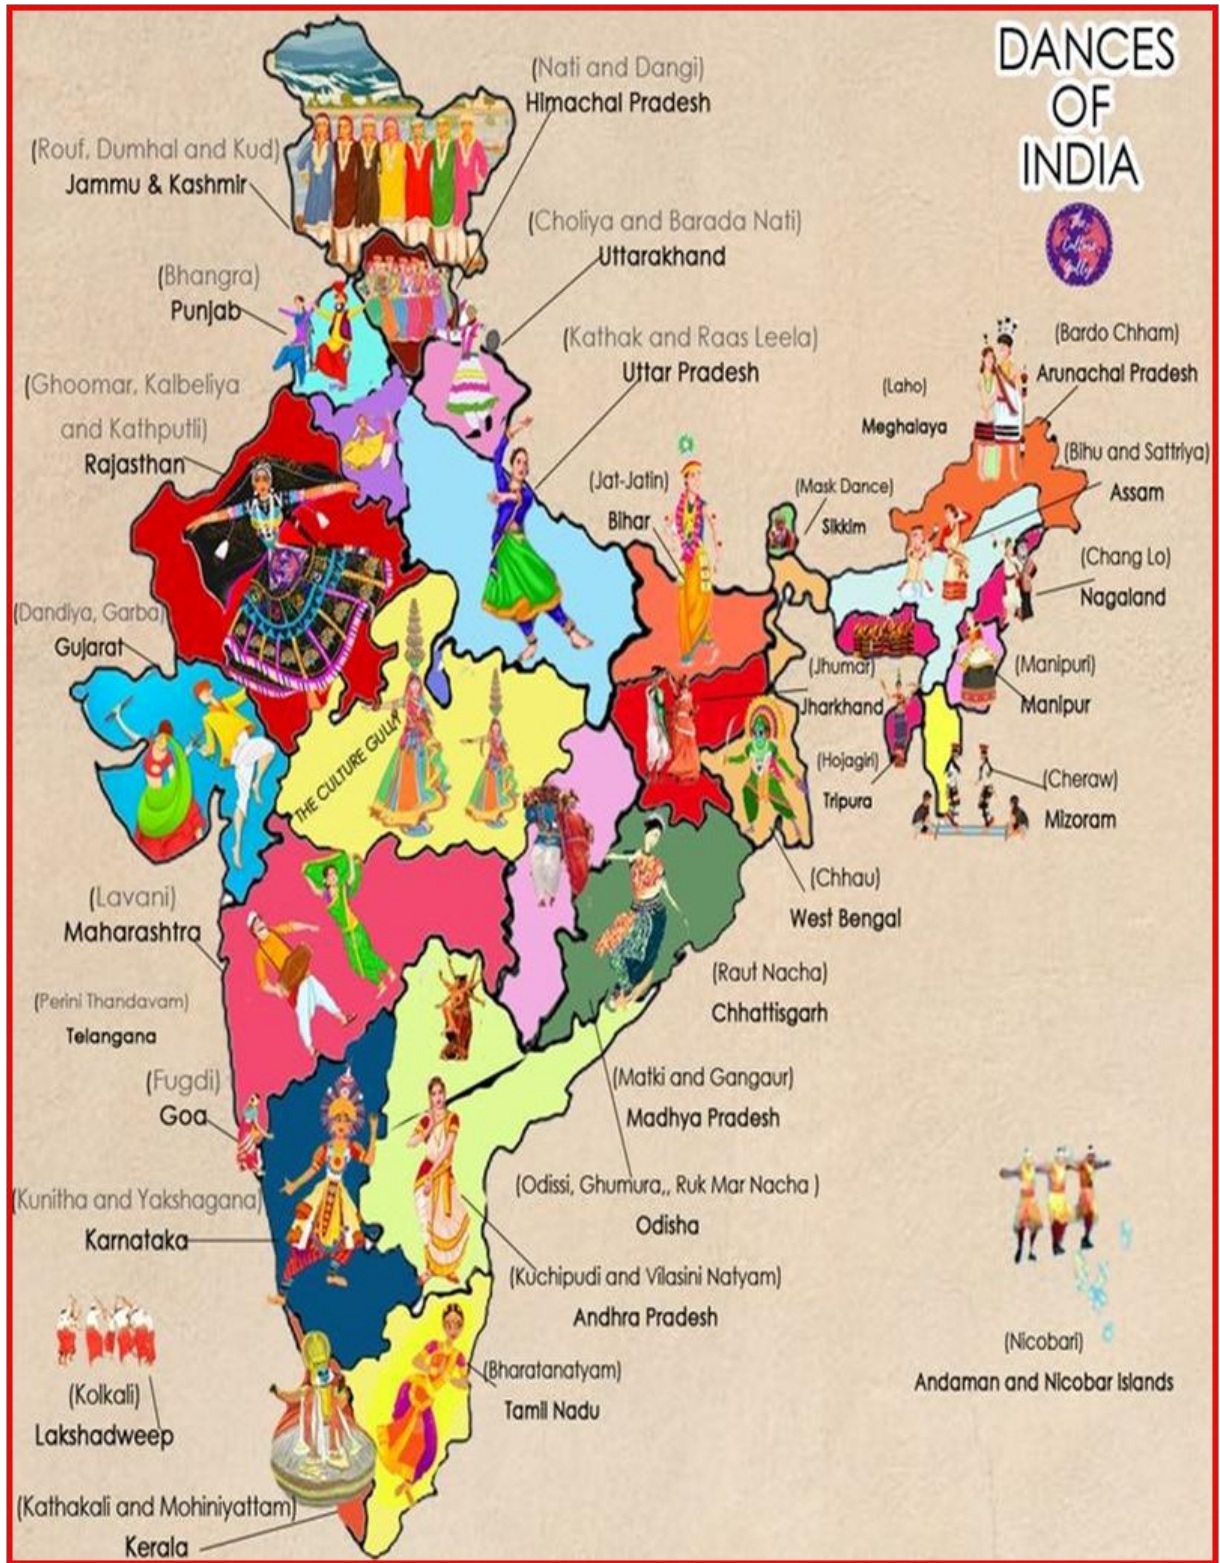 DANCES
OF
INDIA
The
Culture
Gully
(Nati and Dangi)
Himachal Pradesh
(Rouf, Dumhal and Kud)
Jammu & Kashmir
(Choliya and Barada Nati)
Uttarakhand
(Bhangra)
Punjab
(Kathak and Raas Leela)
Uttar Pradesh
(Bardo Chham)
Arunachal Pradesh
(Laho)
Meghalaya
(Ghoomar, Kalbeliya
and Kathputli)
Rajasthan
(Bihu and Sattriya)
Assam
(Jat-Jatin)
Bihar
(Mask Dance)
Sikkim
(Chang Lo)
Nagaland
(Dandiya, Garba)
Gujarat
(Jhumar)
Jharkhand
(Manipuri)
Manipur
THE CULTURE GULLY
(Hojagiri)
Tripura
(Cheraw)
Mizoram
(Chhau)
West Bengal
(Lavani)
Maharashtra
(Raut Nacha)
Chhattisgarh
(Perini Thandavam)
Telangana
(Fugdi)
Goa
(Matki and Gangaur)
Madhya Pradesh
(Kunitha and Yakshagana)
Karnataka
(Odissi, Ghumura,, Ruk Mar Nacha )
Odisha
(Kuchipudi and Vilasini Natyam)
Andhra Pradesh
(Bharatanatyam)
Tamil Nadu
(Nicobari)
Andaman and Nicobar Islands
(Kolkali)
Lakshadweep
(Kathakali and Mohiniyattam)
Kerala